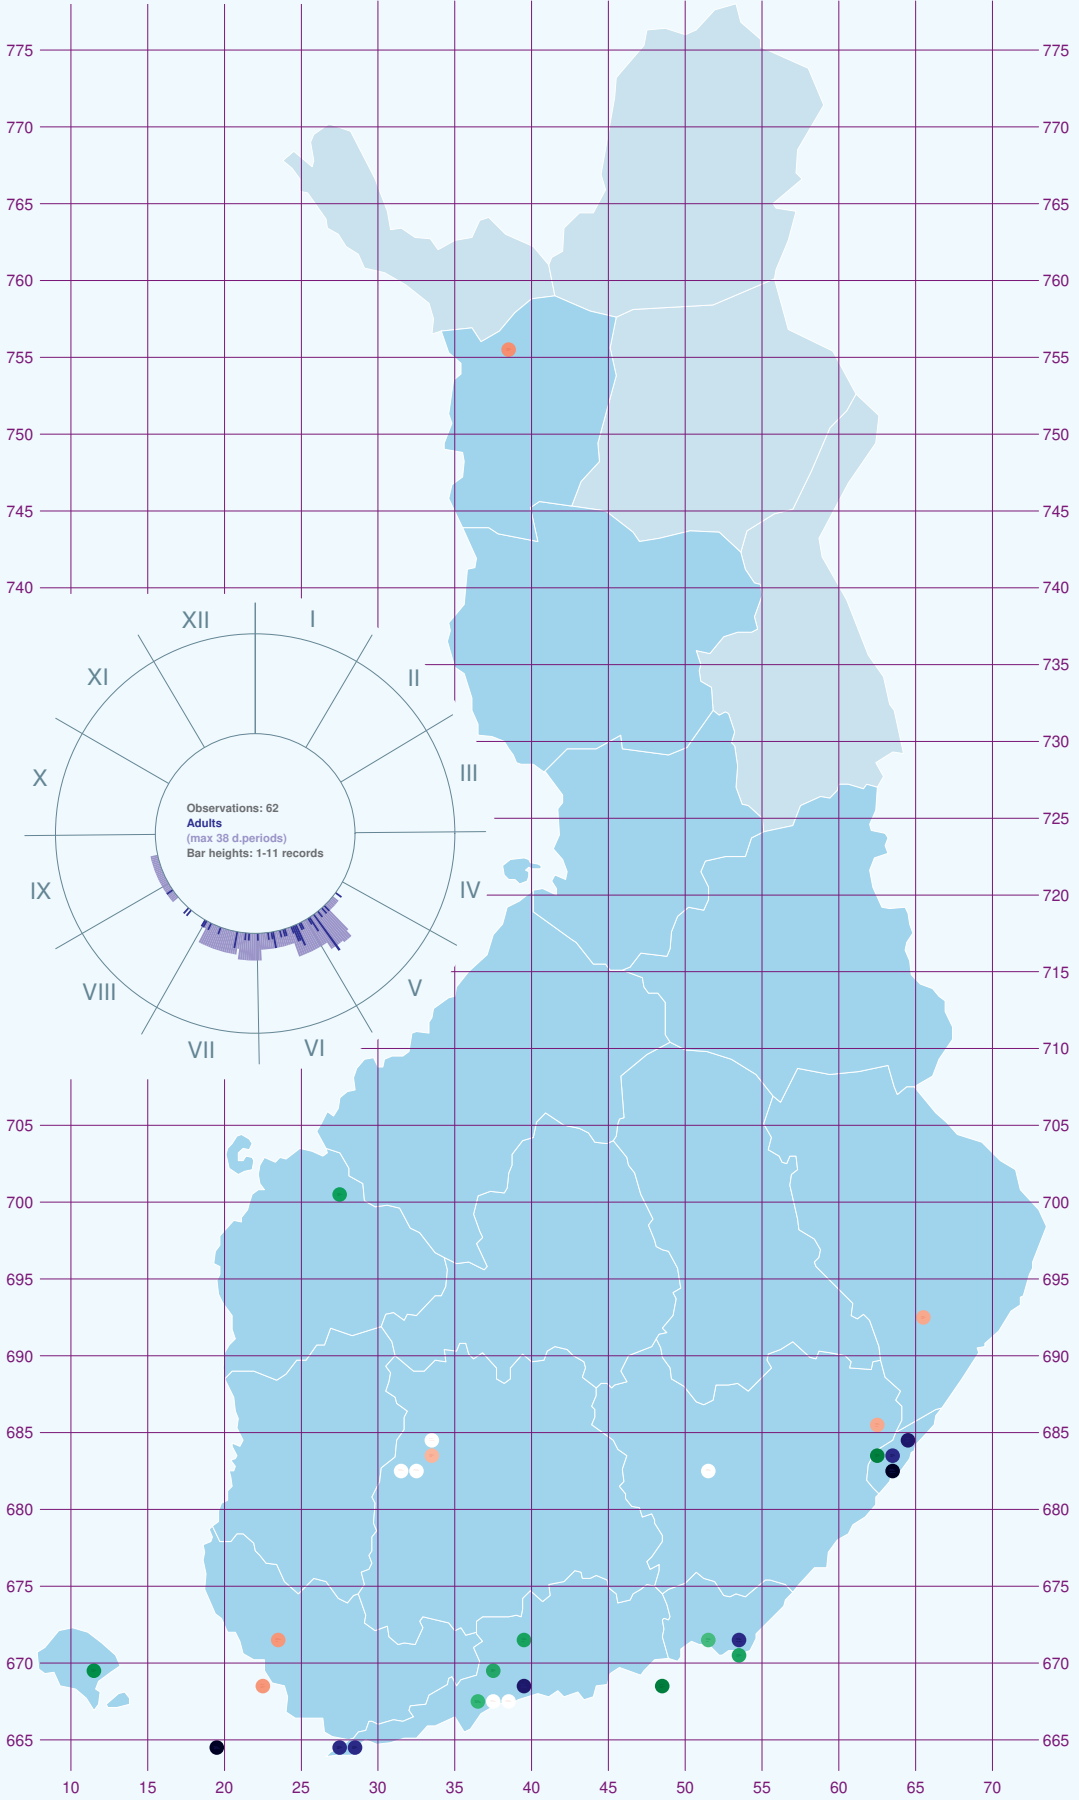 775 775
770 770
765 765
760 760
755 755
750 750
745 745
740 740
XII I
XI II
735
730
X III
Observations: 62
Adults
(max 38 d.periods)
Bar heights: 1-11 records
725
IX IV
720
VIII V
715
VII VI
710
705 705
700 700
695 695
690 690
685 685
680 680
675 675
670 670
665 665
10 15 20 25 30 35 40 45 50 55 60 65 70